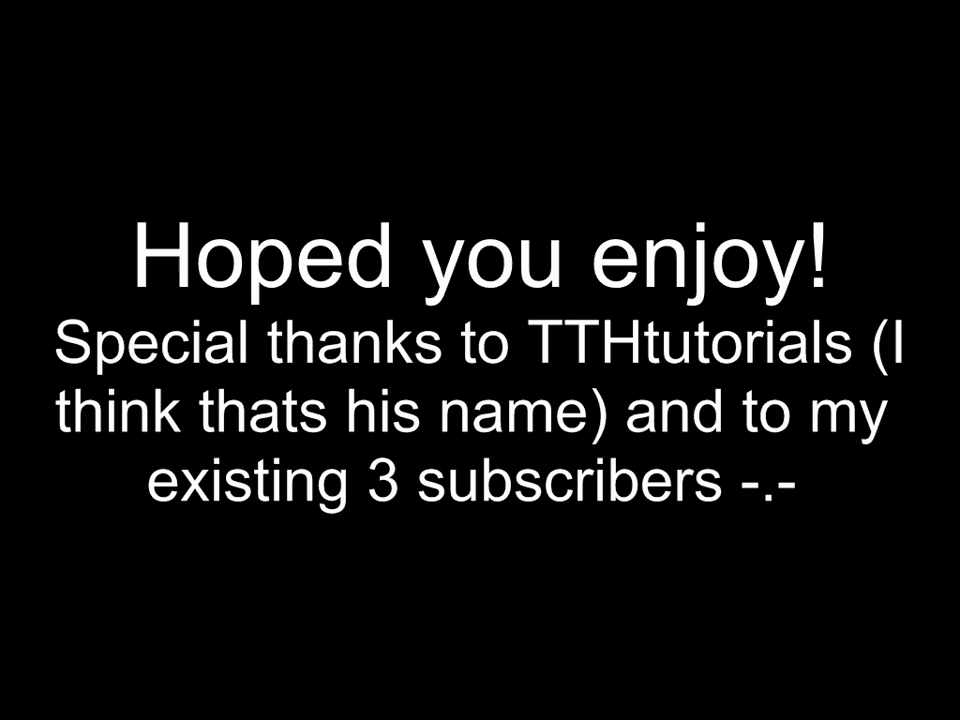 Hoped you enjoy!
Special thanks to TTHtutorials (I
think thats his name) and to my
existing 3 subscribers -.-